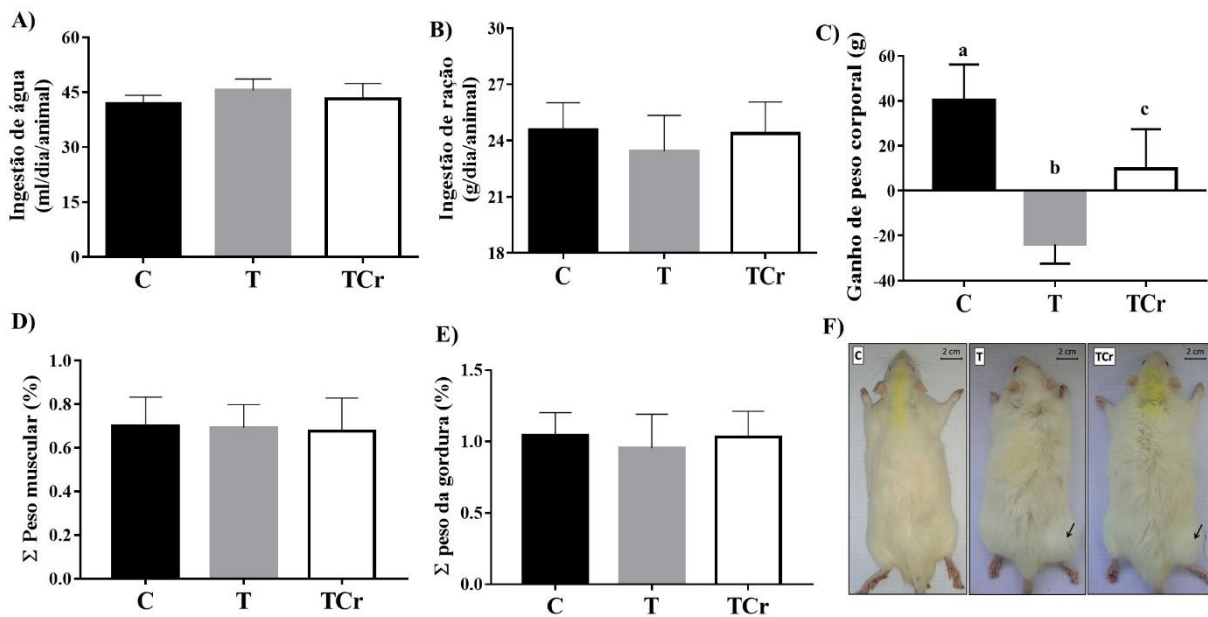 A)
Ingestão de água
(ml/dia/animal)
60
45
30
15
0
C T TCr
B)
Ingestão de ração
(g/dia/animal)
30
27
24
21
18
C T TCr
C)
Ganho de peso corporal (g)
60
40
20
0
-20
-40
a
b
c
C T TCr
D)
Σ Peso muscular (%)
1.0
0.8
0.6
0.4
0.2
0.0
C T TCr
E)
Σ peso da gordura (%)
1.5
1.0
0.5
0.0
C T TCr
F)
C
2 cm
T
2 cm
TCr
2 cm